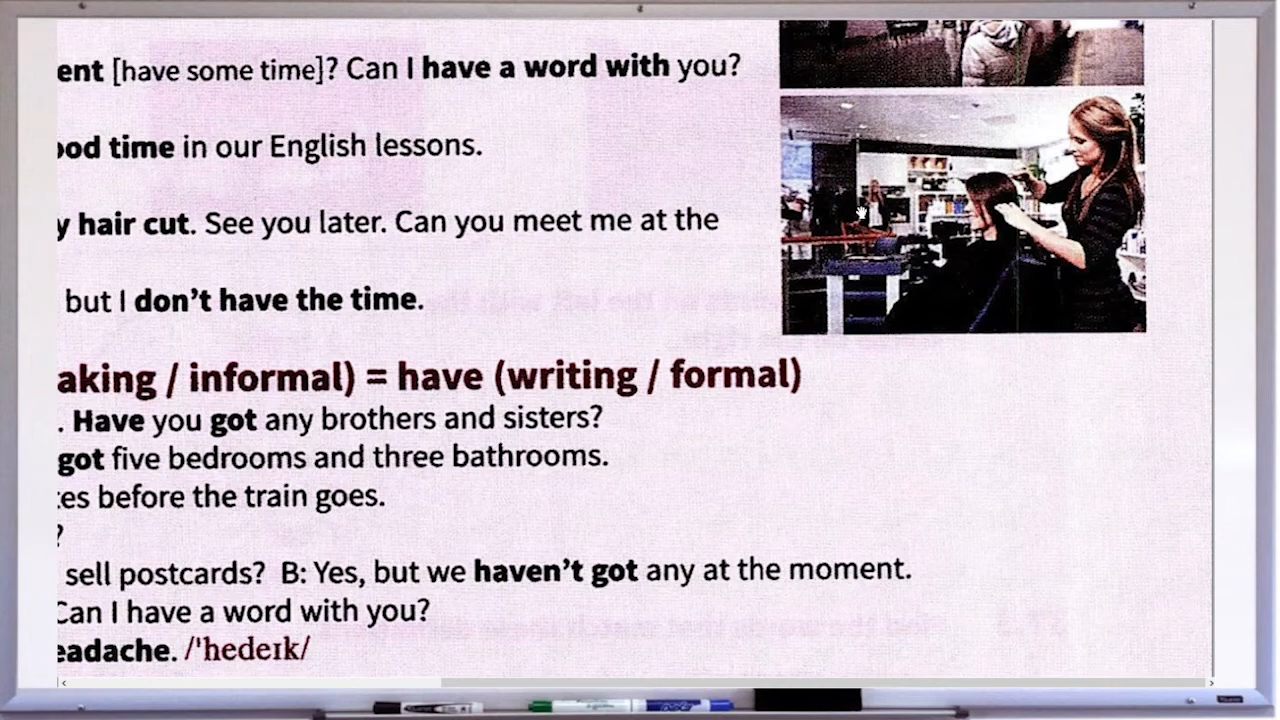 ent [have some time]? Can I have a word with you?
ood time in our English lessons.
y hair cut. See you later. Can you meet me at the
but I don't have the time.
aking / informal) = have (writing / formal)
. Have you got any brothers and sisters?
got five bedrooms and three bathrooms.
tes before the train goes.
?
sell postcards? B: Yes, but we haven't got any at the moment.
Can I have a word with you?
eadache. /ˈhedeɪk/